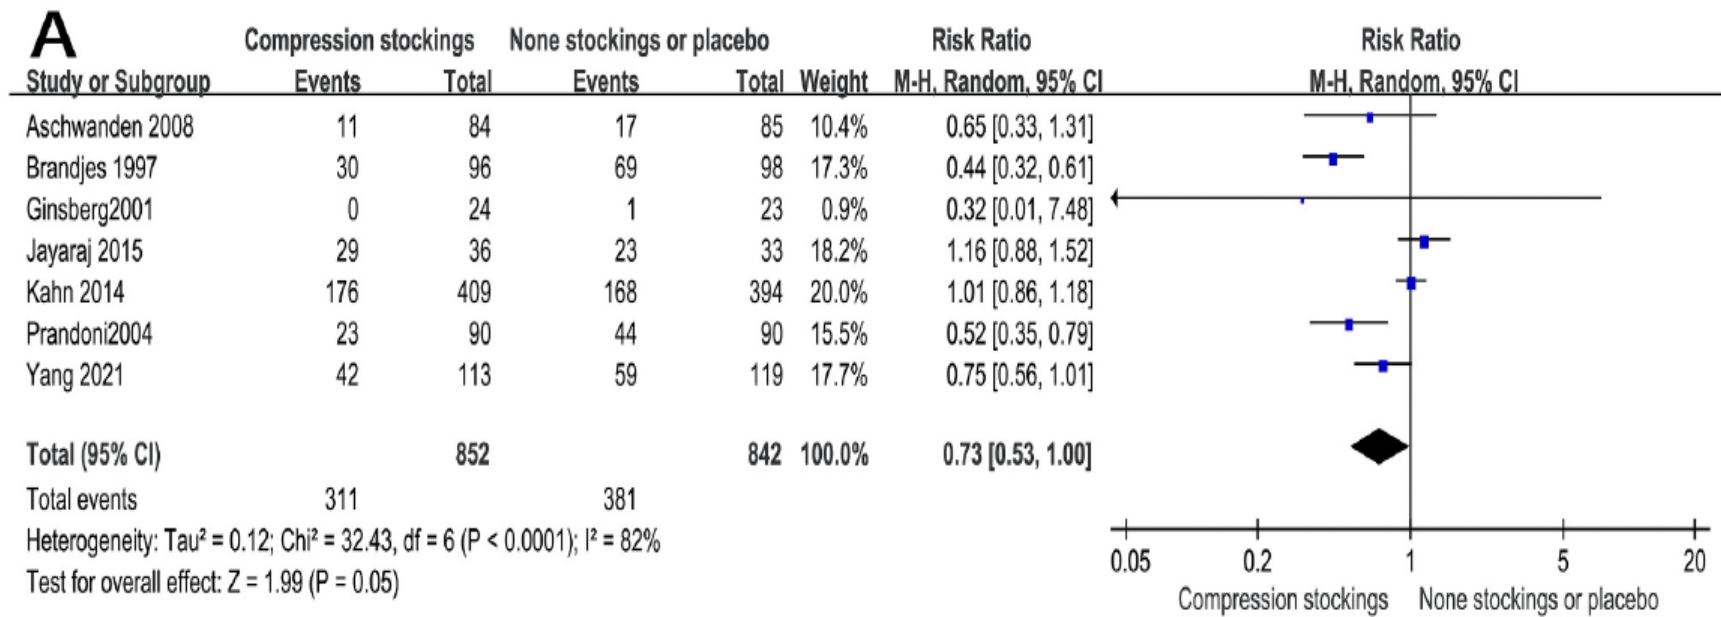 A
Compression stockings None stockings or placebo Risk Ratio Risk Ratio
Study or Subgroup Events Total Events Total Weight M-H, Random, 95% CI M-H, Random, 95% CI
Aschwanden 2008 11 84 17 85 10.4% 0.65 [0.33, 1.31]
Brandjes 1997 30 96 69 98 17.3% 0.44 [0.32, 0.61]
Ginsberg2001 0 24 1 23 0.9% 0.32 [0.01, 7.48]
Jayaraj 2015 29 36 23 33 18.2% 1.16 [0.88, 1.52]
Kahn 2014 176 409 168 394 20.0% 1.01 [0.86, 1.18]
Prandoni2004 23 90 44 90 15.5% 0.52 [0.35, 0.79]
Yang 2021 42 113 59 119 17.7% 0.75 [0.56, 1.01]
Total (95% CI) 852 842 100.0% 0.73 [0.53, 1.00]
Total events 311 381
Heterogeneity: Tau² = 0.12; Chi² = 32.43, df = 6 (P < 0.0001); I² = 82%
Test for overall effect: Z = 1.99 (P = 0.05)
0.05 0.2 1 5 20
Compression stockings None stockings or placebo